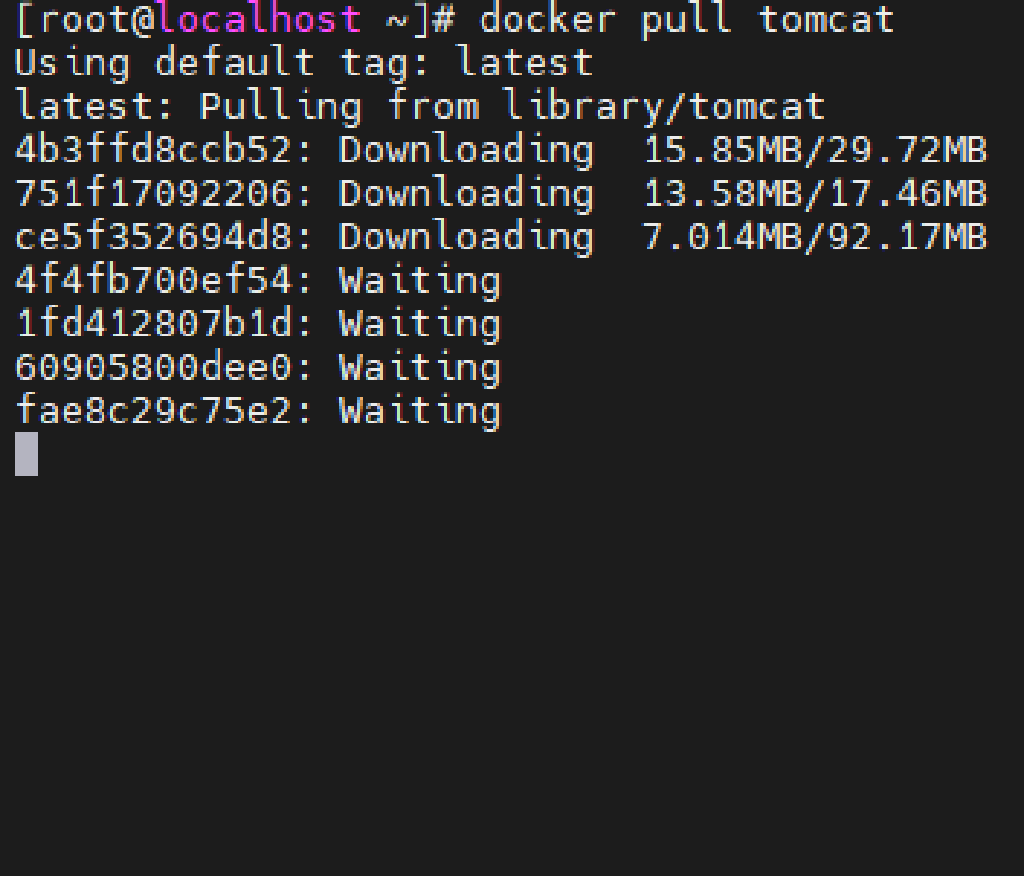 [root@localhost ~]# docker pull tomcat
Using default tag: latest
latest: Pulling from library/tomcat
4b3ffd8ccb52: Downloading  15.85MB/29.72MB
751f17092206: Downloading  13.58MB/17.46MB
ce5f352694d8: Downloading  7.014MB/92.17MB
4f4fb700ef54: Waiting
1fd412807b1d: Waiting
60905800dee0: Waiting
fae8c29c75e2: Waiting